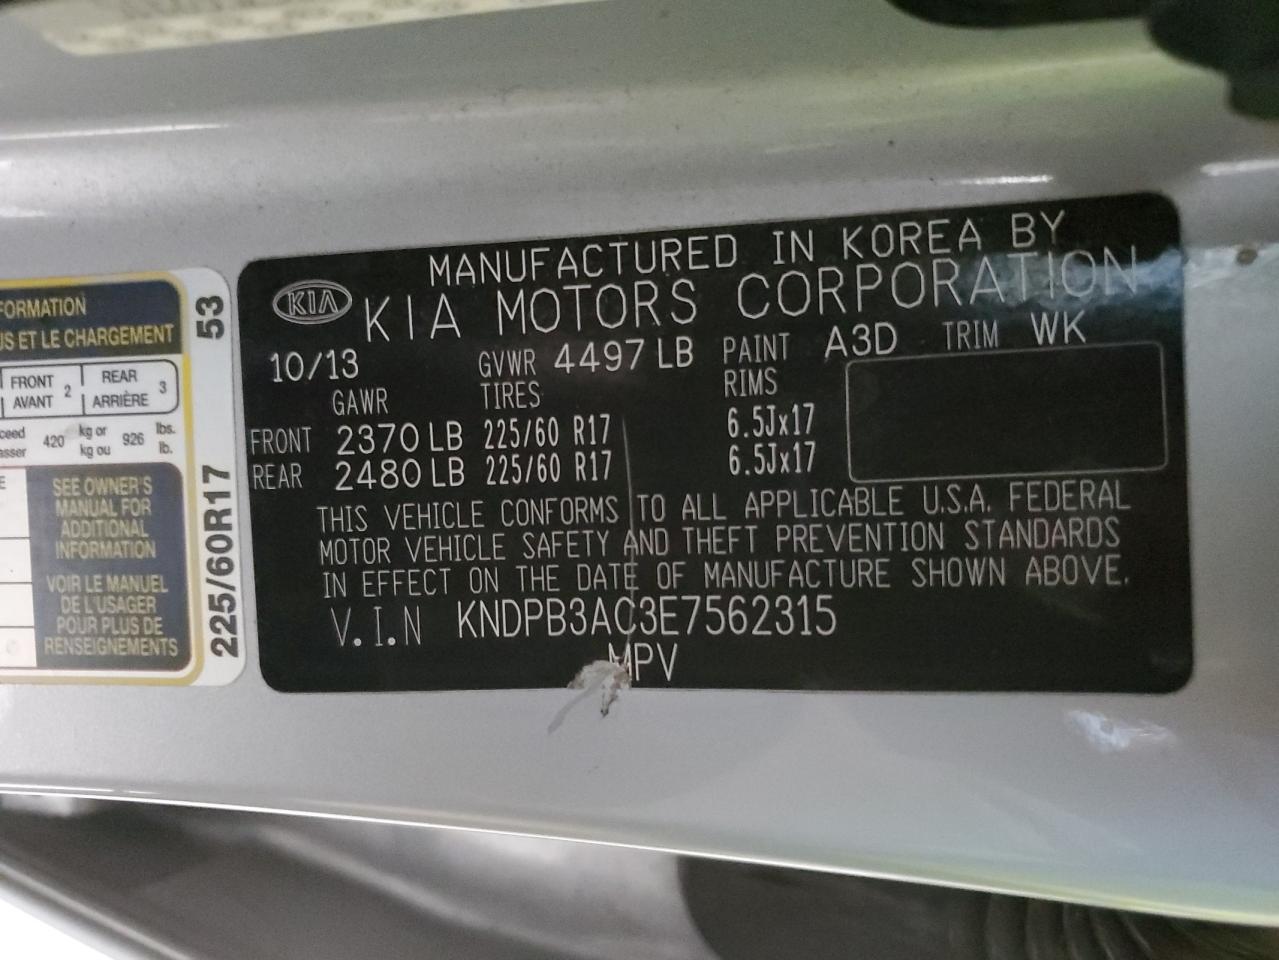 FORMATION
US ET LE CHARGEMENT
FRONT AVANT 2 REAR ARRIÈRE 3
420 kg or kg ou 926 lbs. lb.
SEE OWNER'S
MANUAL FOR
ADDITIONAL
INFORMATION
VOIR LE MANUEL
DE L'USAGER
POUR PLUS DE
RENSEIGNEMENTS
225/60R17 53
MANUFACTURED IN KOREA BY
KIA KIA MOTORS CORPORATION
10/13 GVWR 4497 LB PAINT A3D TRIM WK
GAWR TIRES RIMS
FRONT 2370 LB 225/60 R17 6.5Jx17
REAR 2480 LB 225/60 R17 6.5Jx17
THIS VEHICLE CONFORMS TO ALL APPLICABLE U.S.A. FEDERAL
MOTOR VEHICLE SAFETY AND THEFT PREVENTION STANDARDS
IN EFFECT ON THE DATE OF MANUFACTURE SHOWN ABOVE.
V.I.N KNDPB3AC3E7562315
MPV